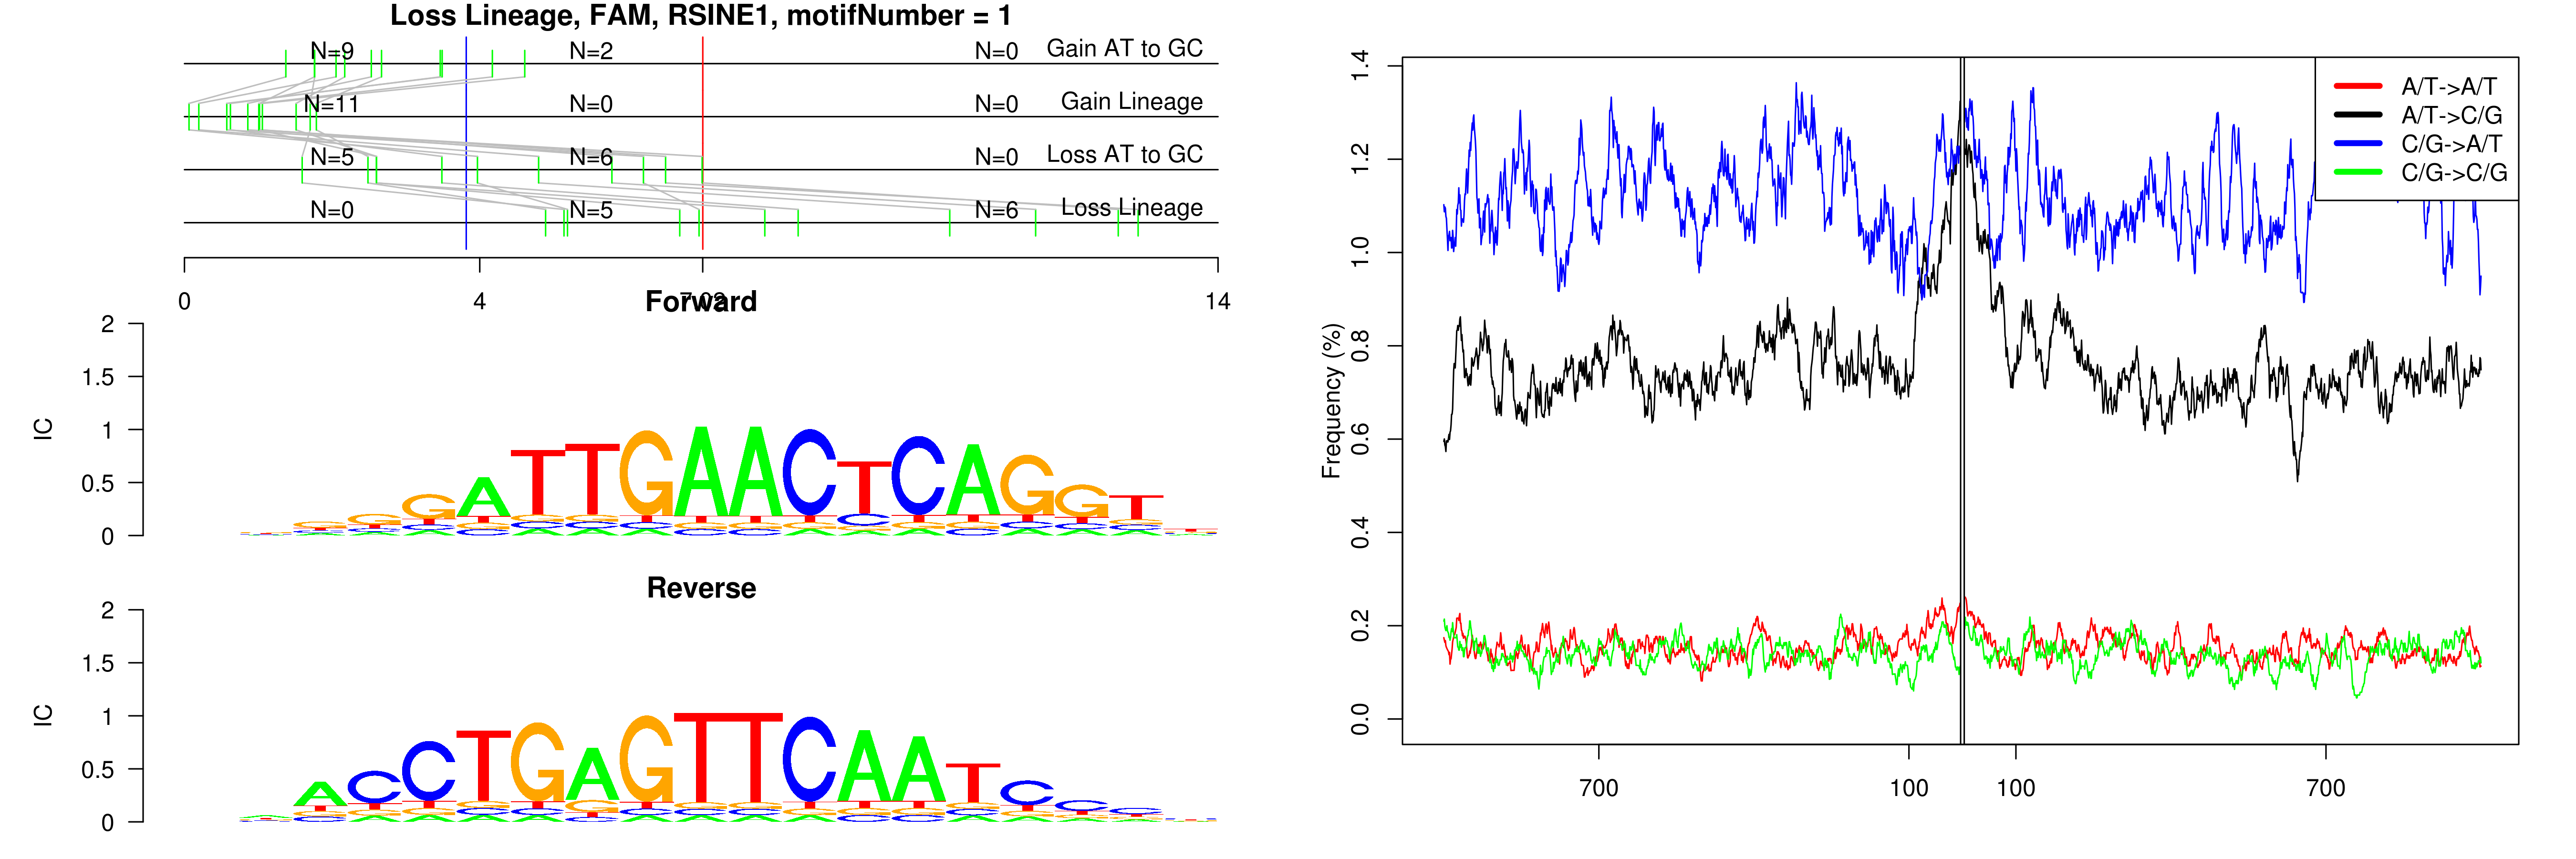 Loss Lineage, FAM, RSINE1, motifNumber = 1
N=9 N=2 N=0 Gain AT to GC
N=11 N=0 N=0 Gain Lineage
N=5 N=6 N=0 Loss AT to GC
N=0 N=5 N=6 Loss Lineage
0 4 14
Forward
2
1.5
1
0.5
0
IC
GATTGAACTCAGGT
Reverse
2
1.5
1
0.5
0
IC
ACCTGAGTTCAATCCC
1.4
1.2
1.0
0.8
0.6
0.4
0.2
0.0
Frequency (%)
A/T->A/T
A/T->C/G
C/G->A/T
C/G->C/G
700 100 100 700